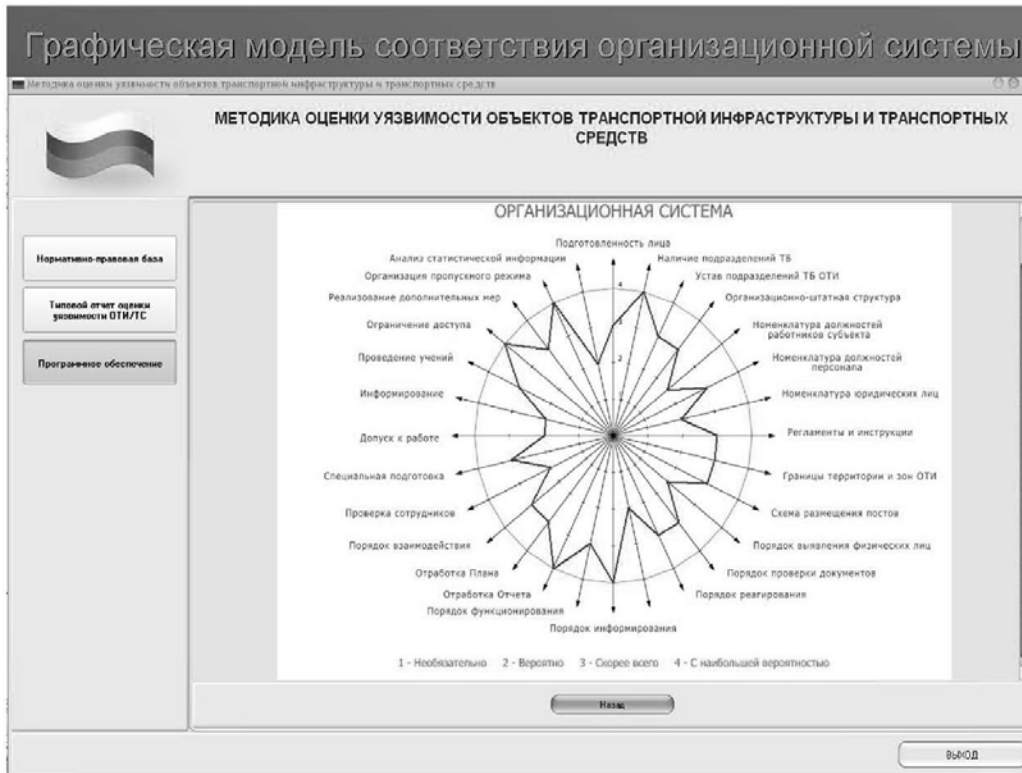 Графическая модель соответствия организационной системы
Методика оценки уязвимости объектов транспортной инфраструктуры и транспортных средств
МЕТОДИКА ОЦЕНКИ УЯЗВИМОСТИ ОБЪЕКТОВ ТРАНСПОРТНОЙ ИНФРАСТРУКТУРЫ И ТРАНСПОРТНЫХ
СРЕДСТВ
Нормативно-правовая база
Типовой отчет оценки
уязвимости ОТИ/ТС
Программное обеспечение
ОРГАНИЗАЦИОННАЯ СИСТЕМА
Подготовленность лица
Наличие подразделений ТБ
Устав подразделений ТБ ОТИ
Организационно-штатная структура
Номенклатура должностей
работников субъекта
Номенклатура должностей
персонала
Номенклатура юридических лиц
Регламенты и инструкции
Границы территории и зон ОТИ
Схема размещения постов
Порядок выявления физических лиц
Порядок проверки документов
Порядок реагирования
Порядок информирования
Порядок функционирования
Отработка Отчета
Отработка Плана
Порядок взаимодействия
Проверка сотрудников
Специальная подготовка
Допуск к работе
Информирование
Проведение учений
Ограничение доступа
Реализование дополнительных мер
Организация пропускного режима
Анализ статистической информации
4
3
2
1
1 - Необязательно 2 - Вероятно 3 - Скорее всего 4 - С наибольшей вероятностью
Назад
ВЫХОД